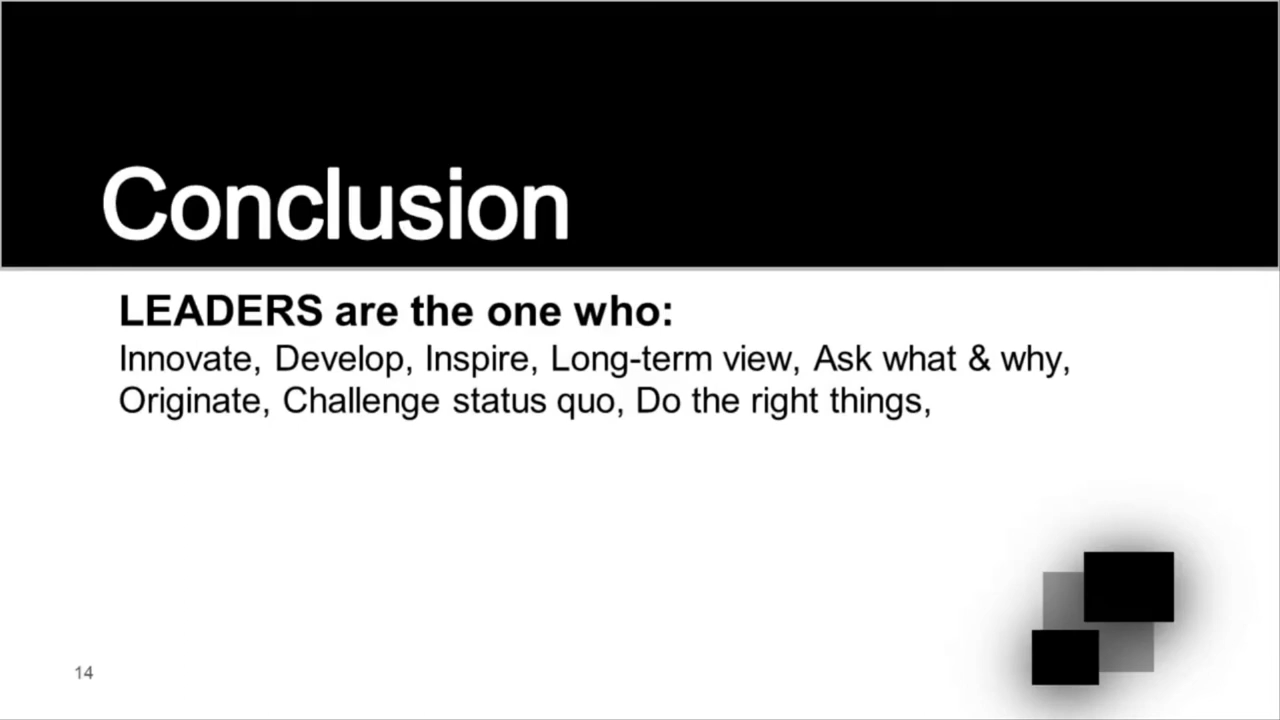 Conclusion
LEADERS are the one who:
Innovate, Develop, Inspire, Long-term view, Ask what & why,
Originate, Challenge status quo, Do the right things,
14